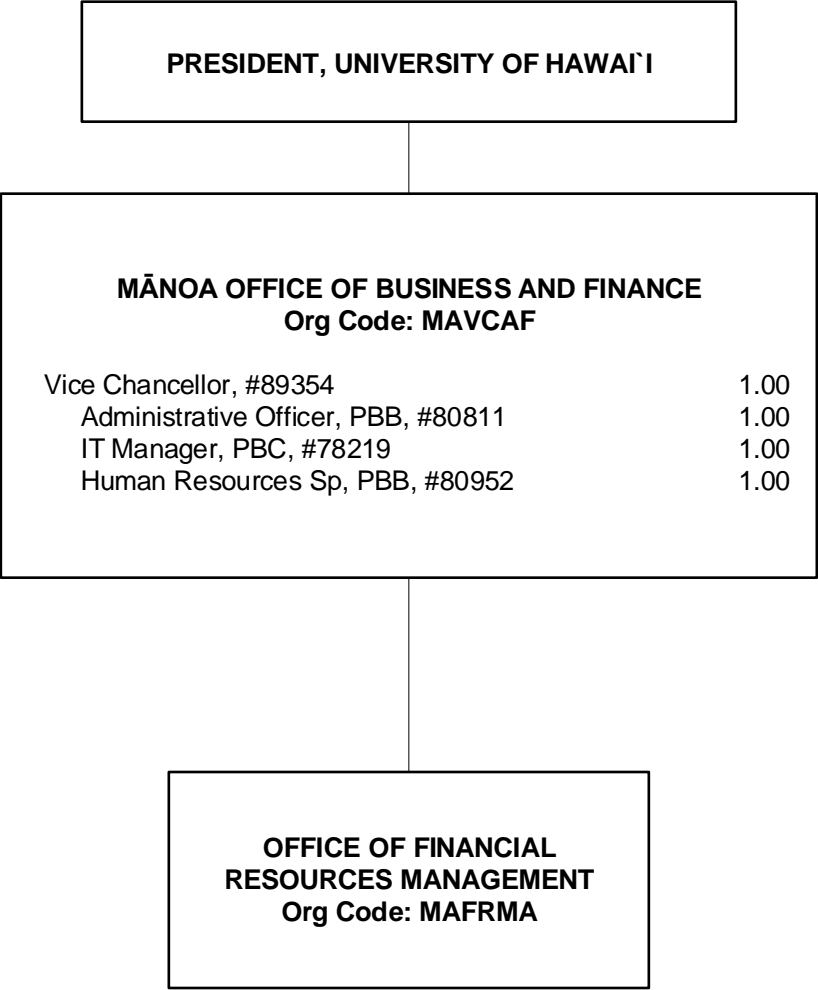 PRESIDENT, UNIVERSITY OF HAWAI`I
MĀNOA OFFICE OF BUSINESS AND FINANCE
Org Code: MAVCAF
Vice Chancellor, #89354 1.00
Administrative Officer, PBB, #80811 1.00
IT Manager, PBC, #78219 1.00
Human Resources Sp, PBB, #80952 1.00
OFFICE OF FINANCIAL
RESOURCES MANAGEMENT
Org Code: MAFRMA